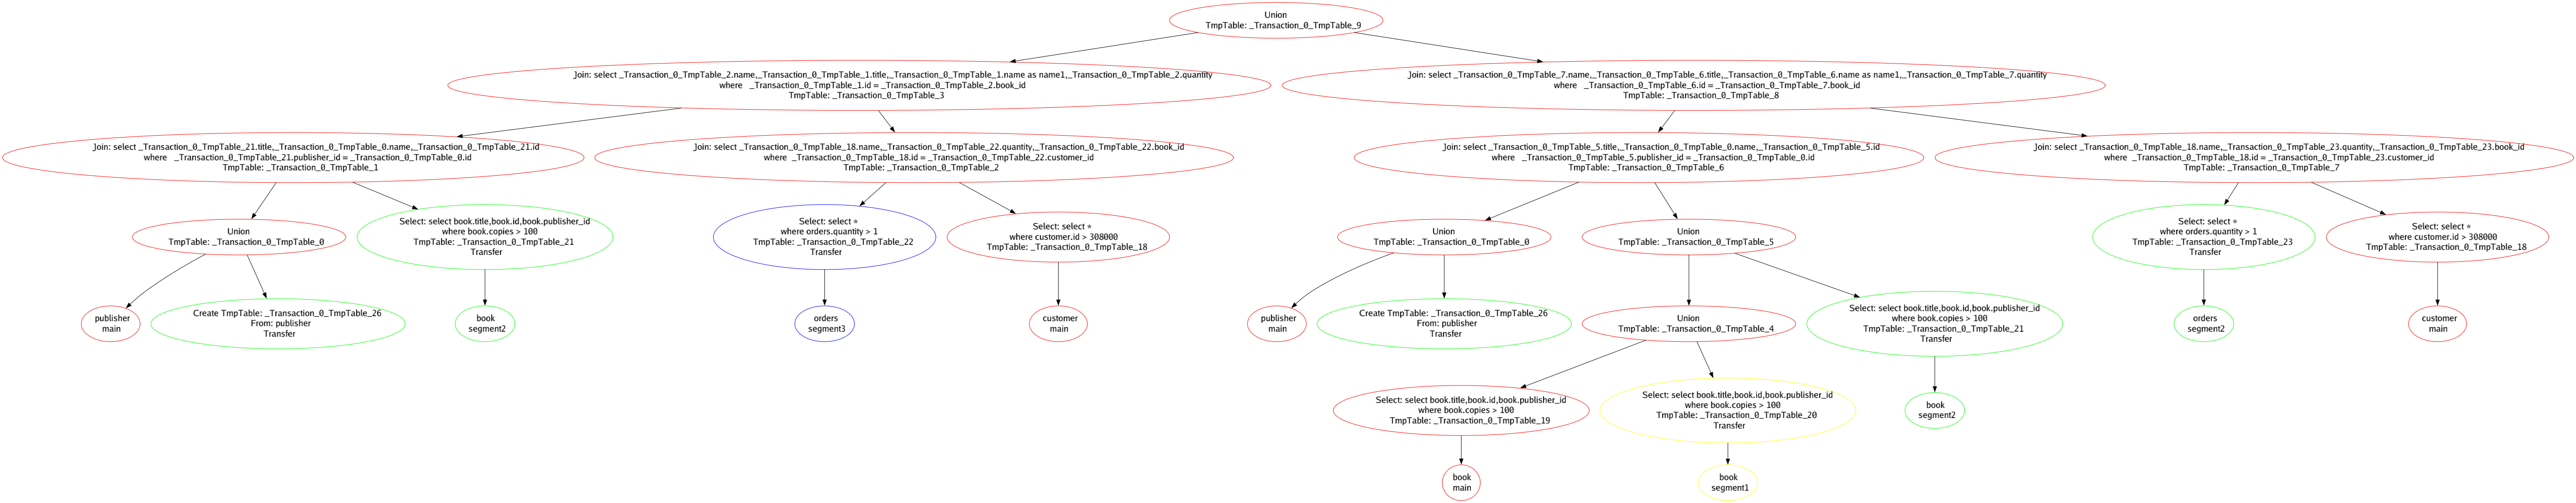 Union
TmpTable: _Transaction_0_TmpTable_9
Join: select _Transaction_0_TmpTable_2.name,_Transaction_0_TmpTable_1.title,_Transaction_0_TmpTable_1.name as name1,_Transaction_0_TmpTable_2.quantity
where   _Transaction_0_TmpTable_1.id = _Transaction_0_TmpTable_2.book_id
TmpTable: _Transaction_0_TmpTable_3
Join: select _Transaction_0_TmpTable_7.name,_Transaction_0_TmpTable_6.title,_Transaction_0_TmpTable_6.name as name1,_Transaction_0_TmpTable_7.quantity
where   _Transaction_0_TmpTable_6.id = _Transaction_0_TmpTable_7.book_id
TmpTable: _Transaction_0_TmpTable_8
Join: select _Transaction_0_TmpTable_21.title,_Transaction_0_TmpTable_0.name,_Transaction_0_TmpTable_21.id
where   _Transaction_0_TmpTable_21.publisher_id = _Transaction_0_TmpTable_0.id
TmpTable: _Transaction_0_TmpTable_1
Join: select _Transaction_0_TmpTable_18.name,_Transaction_0_TmpTable_22.quantity,_Transaction_0_TmpTable_22.book_id
where  _Transaction_0_TmpTable_18.id = _Transaction_0_TmpTable_22.customer_id
TmpTable: _Transaction_0_TmpTable_2
Join: select _Transaction_0_TmpTable_5.title,_Transaction_0_TmpTable_0.name,_Transaction_0_TmpTable_5.id
where   _Transaction_0_TmpTable_5.publisher_id = _Transaction_0_TmpTable_0.id
TmpTable: _Transaction_0_TmpTable_6
Join: select _Transaction_0_TmpTable_18.name,_Transaction_0_TmpTable_23.quantity,_Transaction_0_TmpTable_23.book_id
where  _Transaction_0_TmpTable_18.id = _Transaction_0_TmpTable_23.customer_id
TmpTable: _Transaction_0_TmpTable_7
Union
TmpTable: _Transaction_0_TmpTable_0
Select: select book.title,book.id,book.publisher_id
where book.copies > 100
TmpTable: _Transaction_0_TmpTable_21
Transfer
Select: select *
where orders.quantity > 1
TmpTable: _Transaction_0_TmpTable_22
Transfer
Select: select *
where customer.id > 308000
TmpTable: _Transaction_0_TmpTable_18
Union
TmpTable: _Transaction_0_TmpTable_0
Union
TmpTable: _Transaction_0_TmpTable_5
Select: select *
where orders.quantity > 1
TmpTable: _Transaction_0_TmpTable_23
Transfer
Select: select *
where customer.id > 308000
TmpTable: _Transaction_0_TmpTable_18
publisher
main
Create TmpTable: _Transaction_0_TmpTable_26
From: publisher
Transfer
book
segment2
orders
segment3
customer
main
publisher
main
Create TmpTable: _Transaction_0_TmpTable_26
From: publisher
Transfer
Union
TmpTable: _Transaction_0_TmpTable_4
Select: select book.title,book.id,book.publisher_id
where book.copies > 100
TmpTable: _Transaction_0_TmpTable_21
Transfer
orders
segment2
customer
main
Select: select book.title,book.id,book.publisher_id
where book.copies > 100
TmpTable: _Transaction_0_TmpTable_19
Select: select book.title,book.id,book.publisher_id
where book.copies > 100
TmpTable: _Transaction_0_TmpTable_20
Transfer
book
segment2
book
main
book
segment1